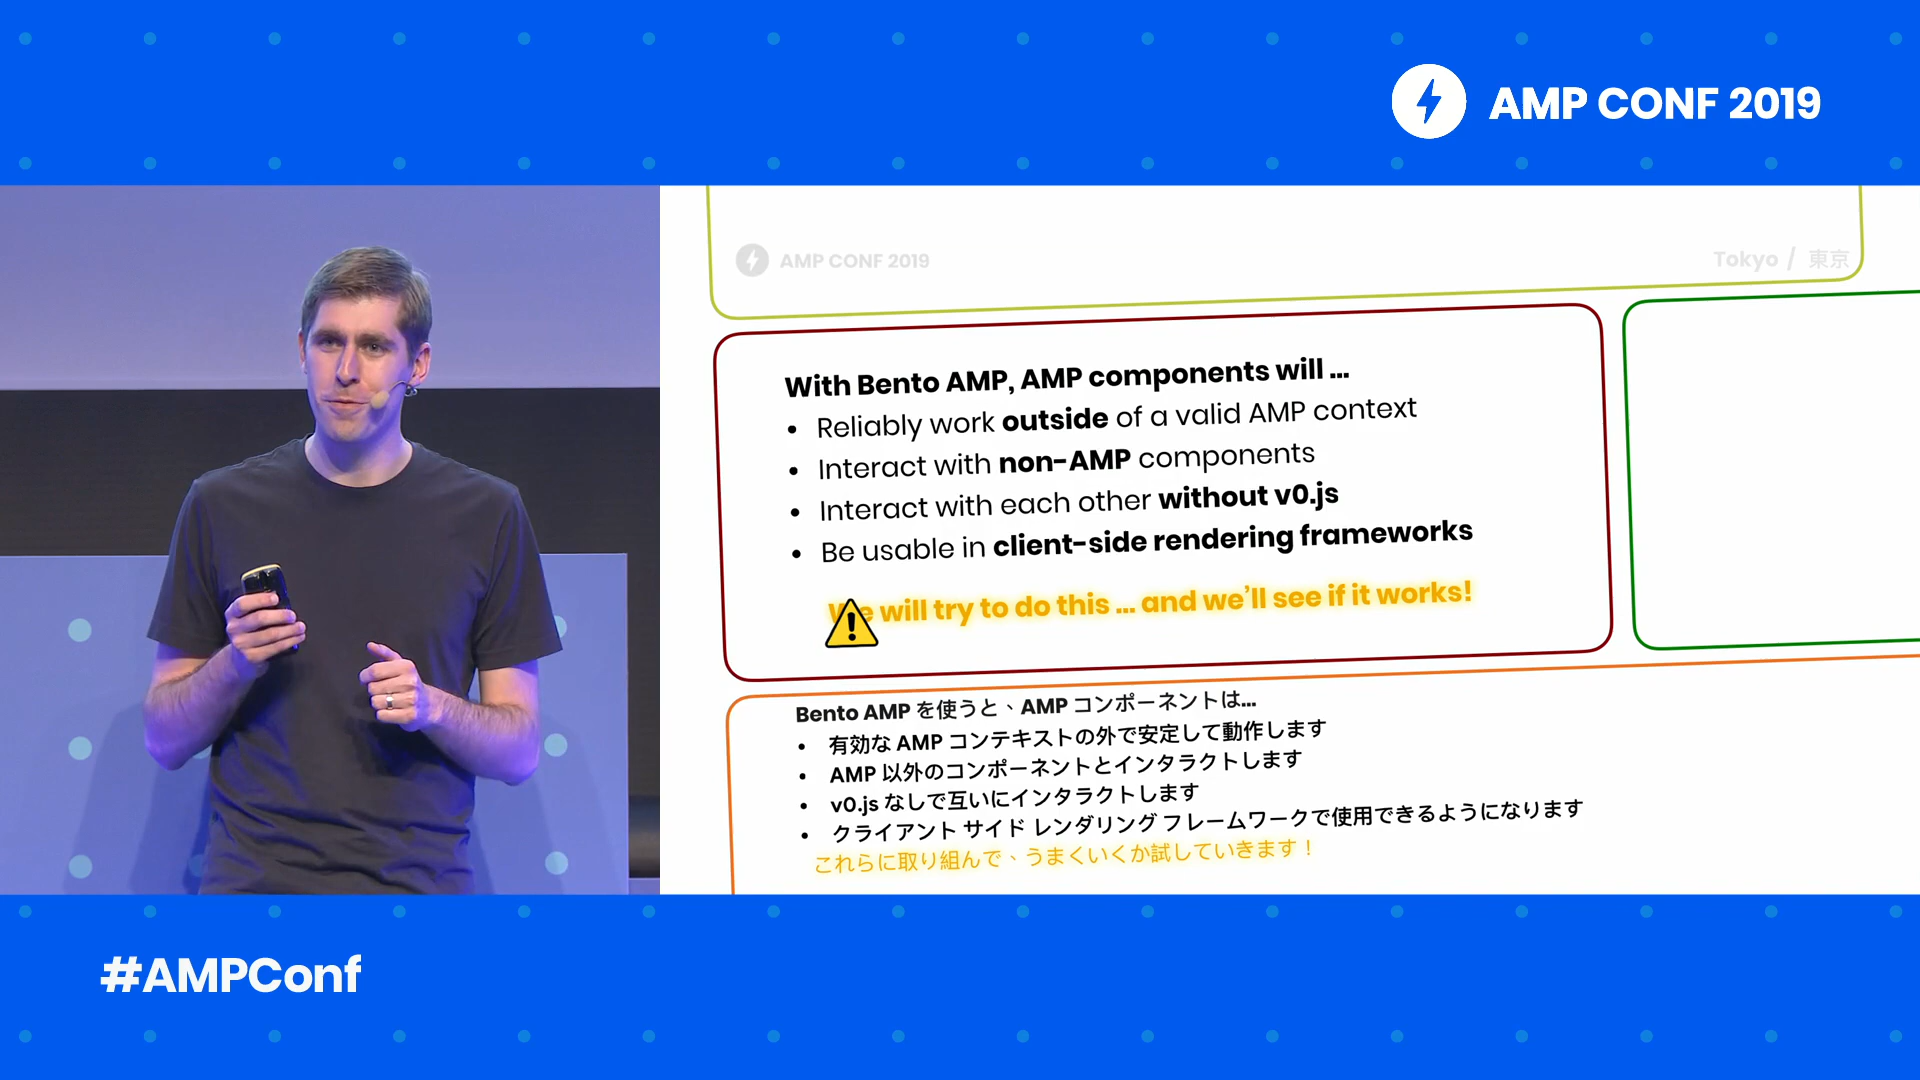 AMP CONF 2019
AMP CONF 2019
Tokyo / 東京
With Bento AMP, AMP components will ...
• Reliably work outside of a valid AMP context
• Interact with non-AMP components
• Interact with each other without v0.js
• Be usable in client-side rendering frameworks
We will try to do this ... and we'll see if it works!
Bento AMP を使うと、AMP コンポーネントは...
• 有効な AMP コンテキストの外で安定して動作します
• AMP 以外のコンポーネントとインタラクトします
• v0.js なしで互いにインタラクトします
• クライアント サイド レンダリング フレームワークで使用できるようになります
これらに取り組んで、うまくいくか試していきます！
#AMPConf